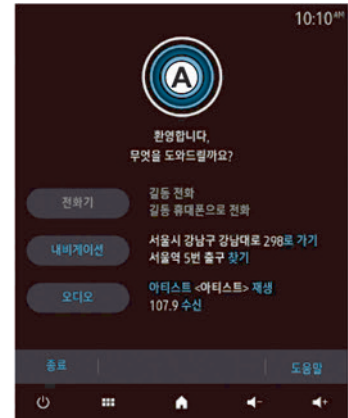 10:10AM
A
환영합니다,
무엇을 도와드릴까요?
전화기
길동 전화
길동 휴대폰으로 전화
내비게이션
서울시 강남구 강남대로 298로 가기
서울역 5번 출구 찾기
오디오
아티스트 <아티스트> 재생
107.9 수신
종료
도움말